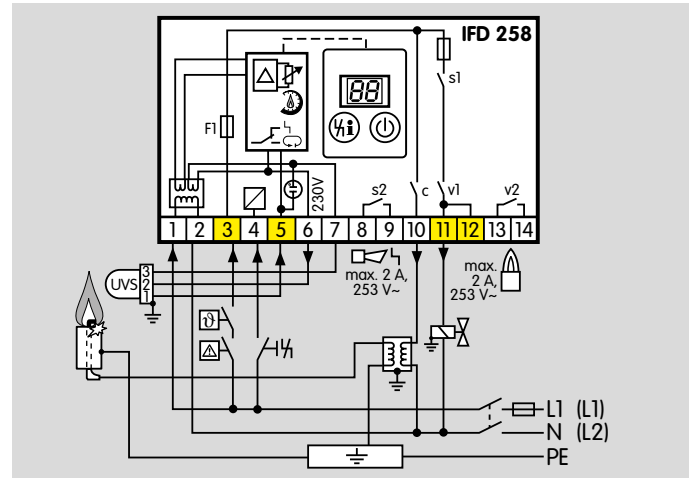 IFD 258
s1
88
i
F1
230V
s2
c
v1
v2
1 2 3 4 5 6 7 8 9 10 11 12 13 14
max. 2 A,
253 V~
max.
2 A,
253 V~
UVS
3
2
1
ϑ
L1 (L1)
N (L2)
PE